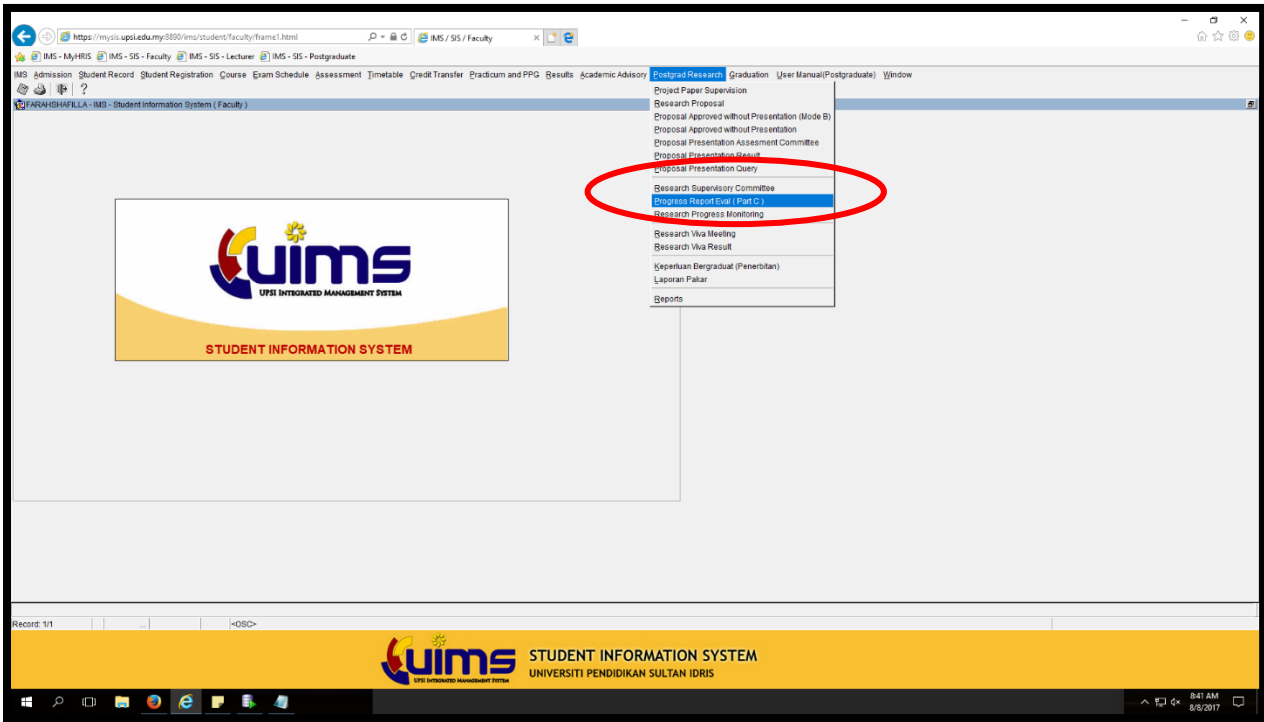 https://mysis.upsi.edu.my:8890/ims/student/faculty/frame1.html
IMS / SIS / Faculty
IMS - MyHRIS IMS - SIS - Faculty IMS - SIS - Lecturer IMS - SIS - Postgraduate
IMS Admission Student Record Student Registration Course Exam Schedule Assessment Timetable Credit Transfer Practicum and PPG Results Academic Advisory Postgrad Research Graduation User Manual(Postgraduate) Window
FARAHSHAFILLA - IMS - Student Information System ( Faculty )
Project Paper Supervision
Research Proposal
Proposal Approved without Presentation (Mode B)
Proposal Approved without Presentation
Proposal Presentation Assesment Committee
Proposal Presentation Result
Proposal Presentation Query
Research Supervisory Committee
Progress Report Eval ( Part C )
Research Progress Monitoring
Research Viva Meeting
Research Viva Result
Keperluan Bergraduat (Penerbitan)
Laporan Pakar
Reports
uims
UPSI INTEGRATED MANAGEMENT SYSTEM
STUDENT INFORMATION SYSTEM
Record: 1/1 ... <OSC>
uims
UPSI INTEGRATED MANAGEMENT SYSTEM
STUDENT INFORMATION SYSTEM
UNIVERSITI PENDIDIKAN SULTAN IDRIS
8:41 AM
8/8/2017